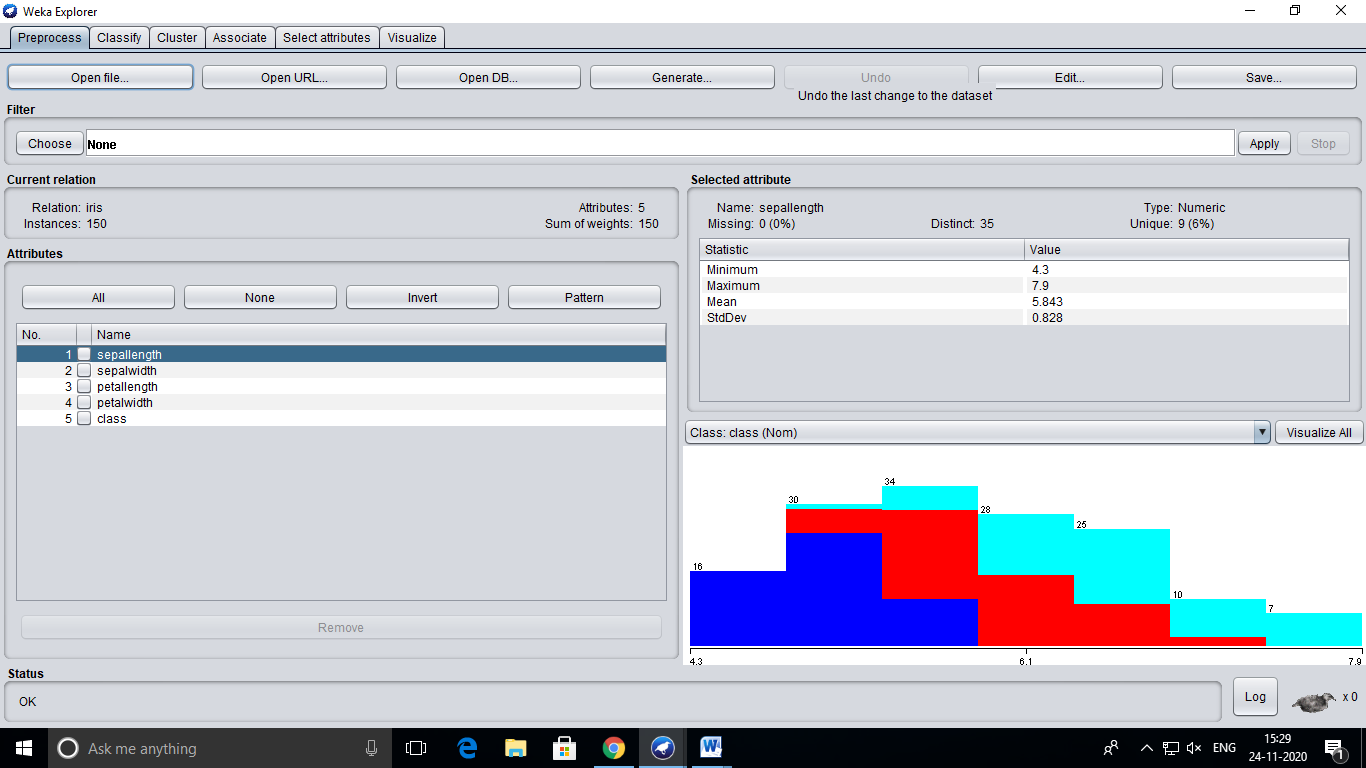 Weka Explorer
Preprocess Classify Cluster Associate Select attributes Visualize
Open file... Open URL... Open DB... Generate... Undo Edit... Save...
Undo the last change to the dataset
Filter
Choose None Apply Stop
Current relation
Relation: iris Attributes: 5
Instances: 150 Sum of weights: 150
Attributes
All None Invert Pattern
No. Name
1 sepallength
2 sepalwidth
3 petallength
4 petalwidth
5 class
Remove
Selected attribute
Name: sepallength Type: Numeric
Missing: 0 (0%) Distinct: 35 Unique: 9 (6%)
Statistic Value
Minimum 4.3
Maximum 7.9
Mean 5.843
StdDev 0.828
Class: class (Nom) Visualize All
16 30 34 28 25 10 7
4.3 6.1 7.9
Status
OK Log x 0
Ask me anything ENG 15:29
24-11-2020 1